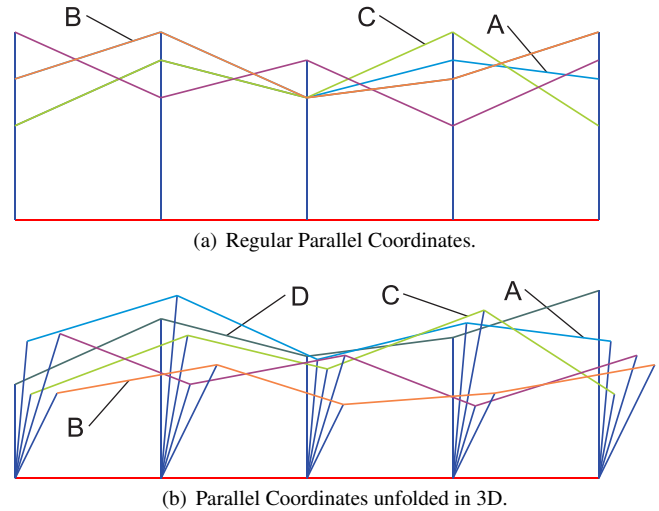 B
C
A
(a) Regular Parallel Coordinates.
D
C
A
B
(b) Parallel Coordinates unfolded in 3D.